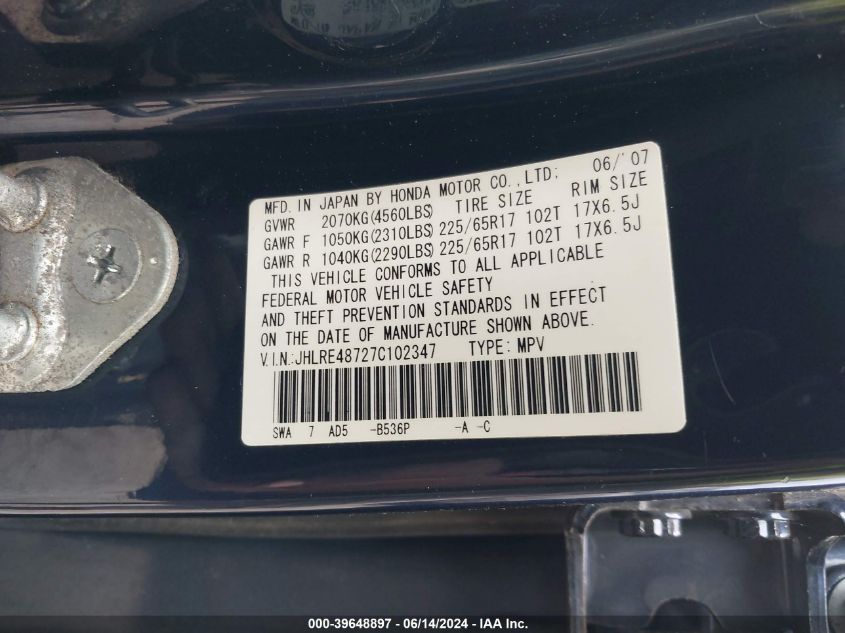 MFD. IN JAPAN BY HONDA MOTOR CO., LTD; 06/'07
GVWR 2070KG(4560LBS) TIRE SIZE RIM SIZE
GAWR F 1050KG(2310LBS) 225/65R17 102T 17X6.5J
GAWR R 1040KG(2290LBS) 225/65R17 102T 17X6.5J
THIS VEHICLE CONFORMS TO ALL APPLICABLE
FEDERAL MOTOR VEHICLE SAFETY
AND THEFT PREVENTION STANDARDS IN EFFECT
ON THE DATE OF MANUFACTURE SHOWN ABOVE.
V.I.N:JHLRE48727C102347 TYPE: MPV
SWA 7 AD5 -B536P -A -C
000-39648897 - 06/14/2024 - IAA Inc.